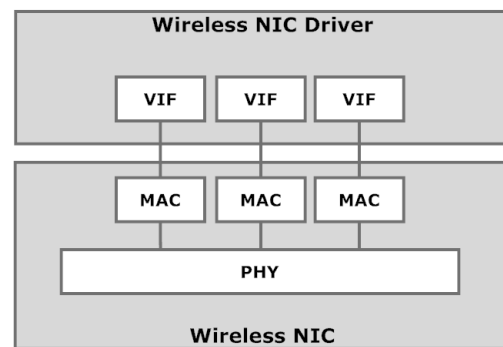 Wireless NIC Driver
VIF VIF VIF
MAC MAC MAC
PHY
Wireless NIC